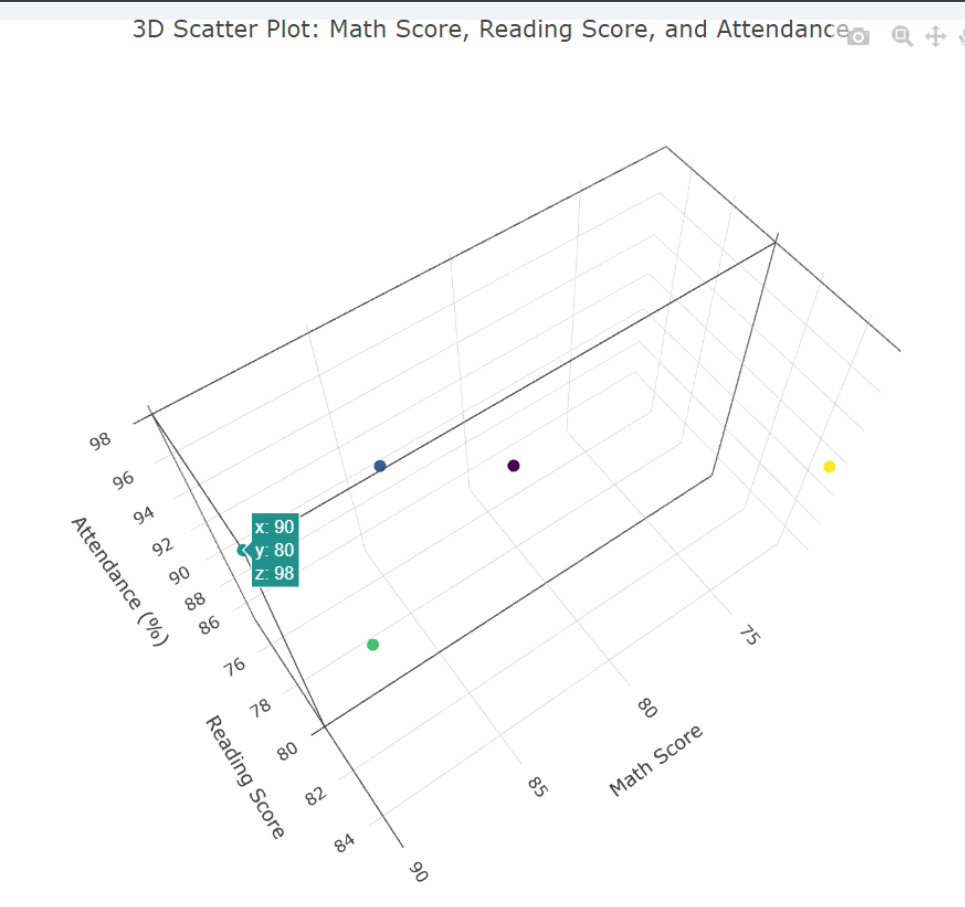 3D Scatter Plot: Math Score, Reading Score, and Attendance
98
96
94
92
90
88
86
Attendance (%)
x: 90
y: 80
z: 98
76
78
80
82
84
Reading Score
75
80
85
90
Math Score